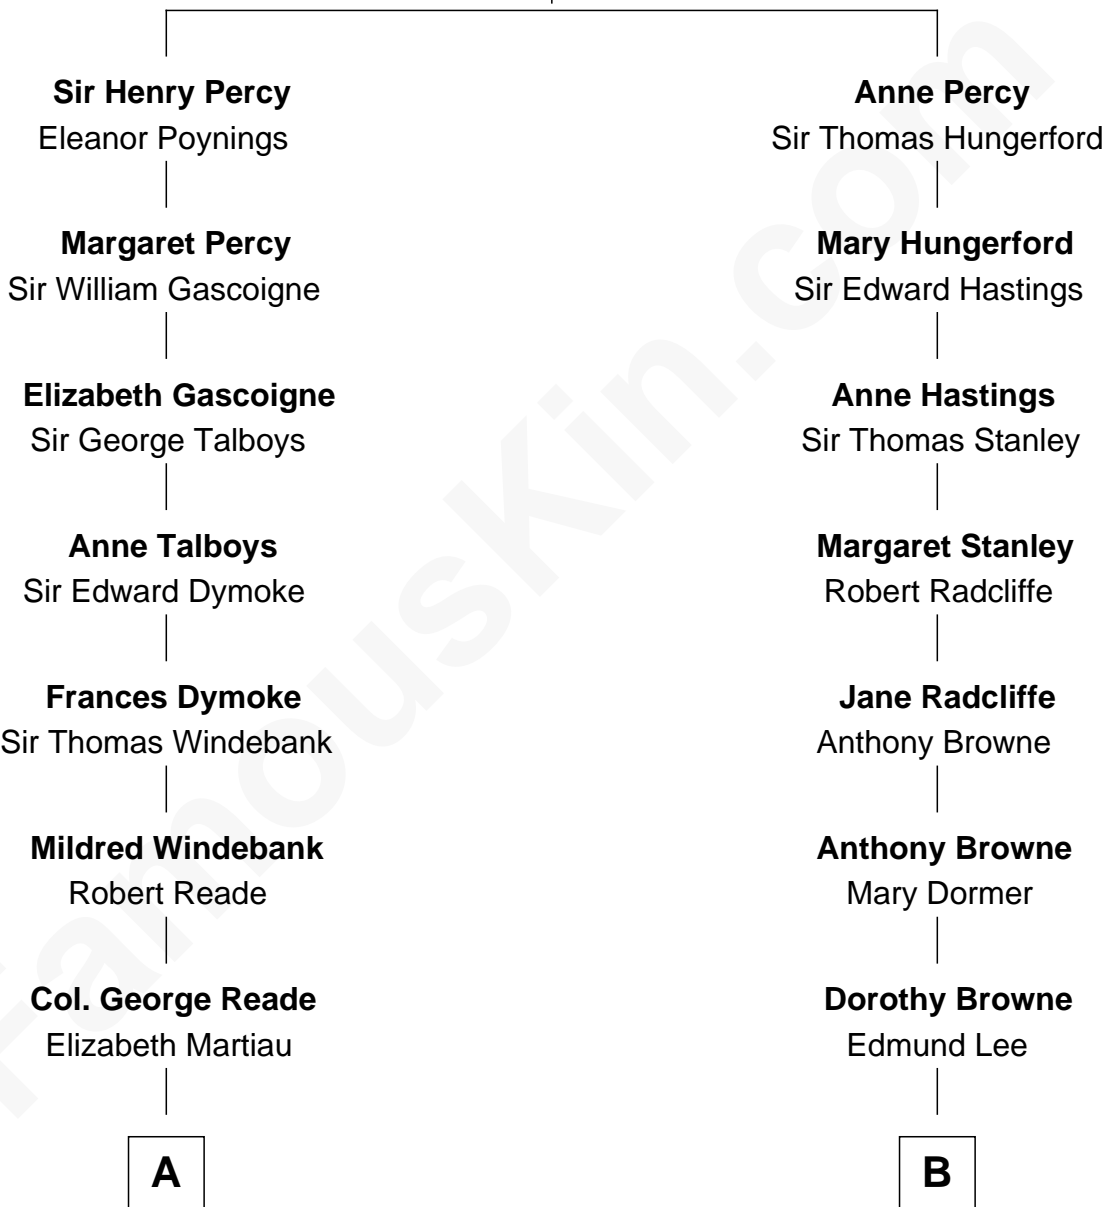 Sir Henry Percy
Eleanor Poynings
Margaret Percy
Sir William Gascoigne
Elizabeth Gascoigne
Sir George Talboys
Anne Talboys
Sir Edward Dymoke
Frances Dymoke
Sir Thomas Windebank
Mildred Windebank
Robert Reade
Col. George Reade
Elizabeth Martiau
A
Anne Percy
Sir Thomas Hungerford
Mary Hungerford
Sir Edward Hastings
Anne Hastings
Sir Thomas Stanley
Margaret Stanley
Robert Radcliffe
Jane Radcliffe
Anthony Browne
Anthony Browne
Mary Dormer
Dorothy Browne
Edmund Lee
B
FamousKin.com